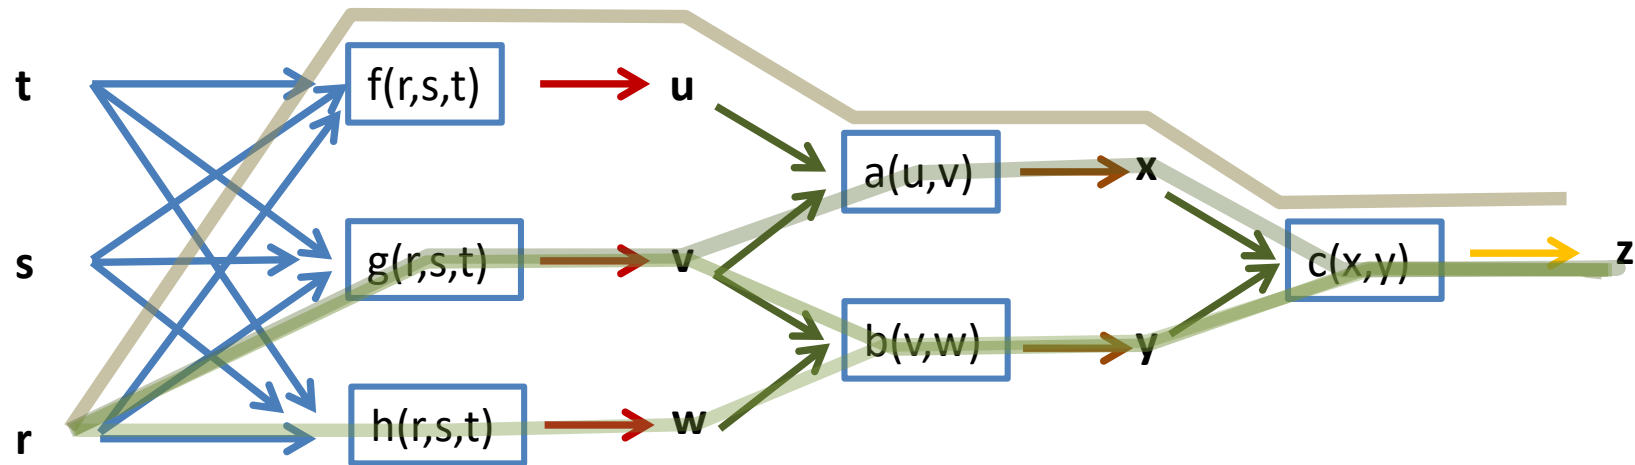 t
f(r,s,t)
u
a(u,v)
x
s
g(r,s,t)
v
c(x,y)
z
b(v,w)
y
r
h(r,s,t)
w